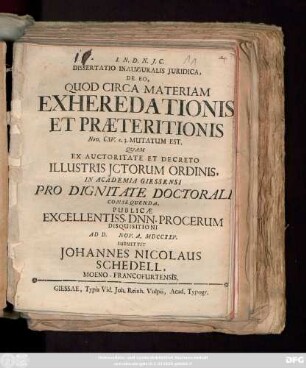 I. N. D. N. J. C.
DISSERTATIO INAUGURALIS JURIDICA,
DE EO,
QUOD CIRCA MATERIAM
EXHEREDATIONIS
ET PRÆTERITIONIS
Nov. CXV. c. 3. MUTATUM EST.
QUAM
EX AUCTORITATE ET DECRETO
ILLUSTRIS JCTORUM ORDINIS,
IN ACADEMIA GIESSENSI
PRO DIGNITATE DOCTORALI
CONSEQUENDA,
PUBLICÆ
EXCELLENTISS. DNN. PROCERUM
DISQUISITIONI
AD D. NOV. A. MDCCXXV.
SUBMITTIT
JOHANNES NICOLAUS
SCHEDELL,
MOENO-FRANCOFURTENSIS.
GIESSAE, Typis Vid. Joh. Reinh. Vulpii, Acad. Typogr.